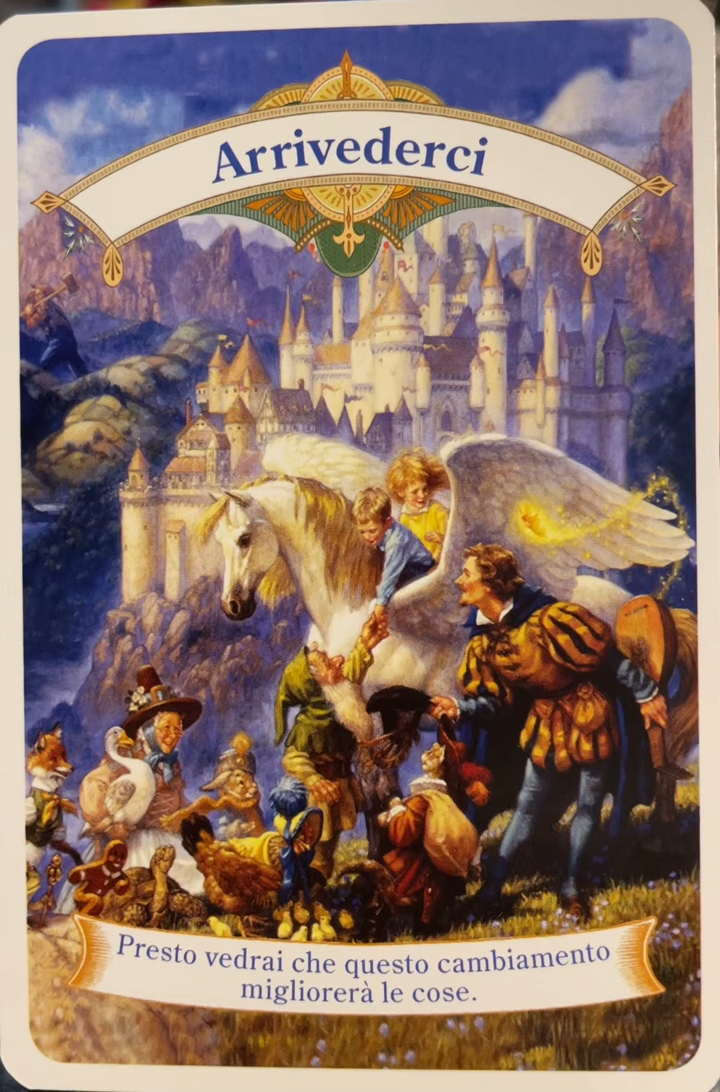 Arrivederci
Presto vedrai che questo cambiamento
migliorerà le cose.